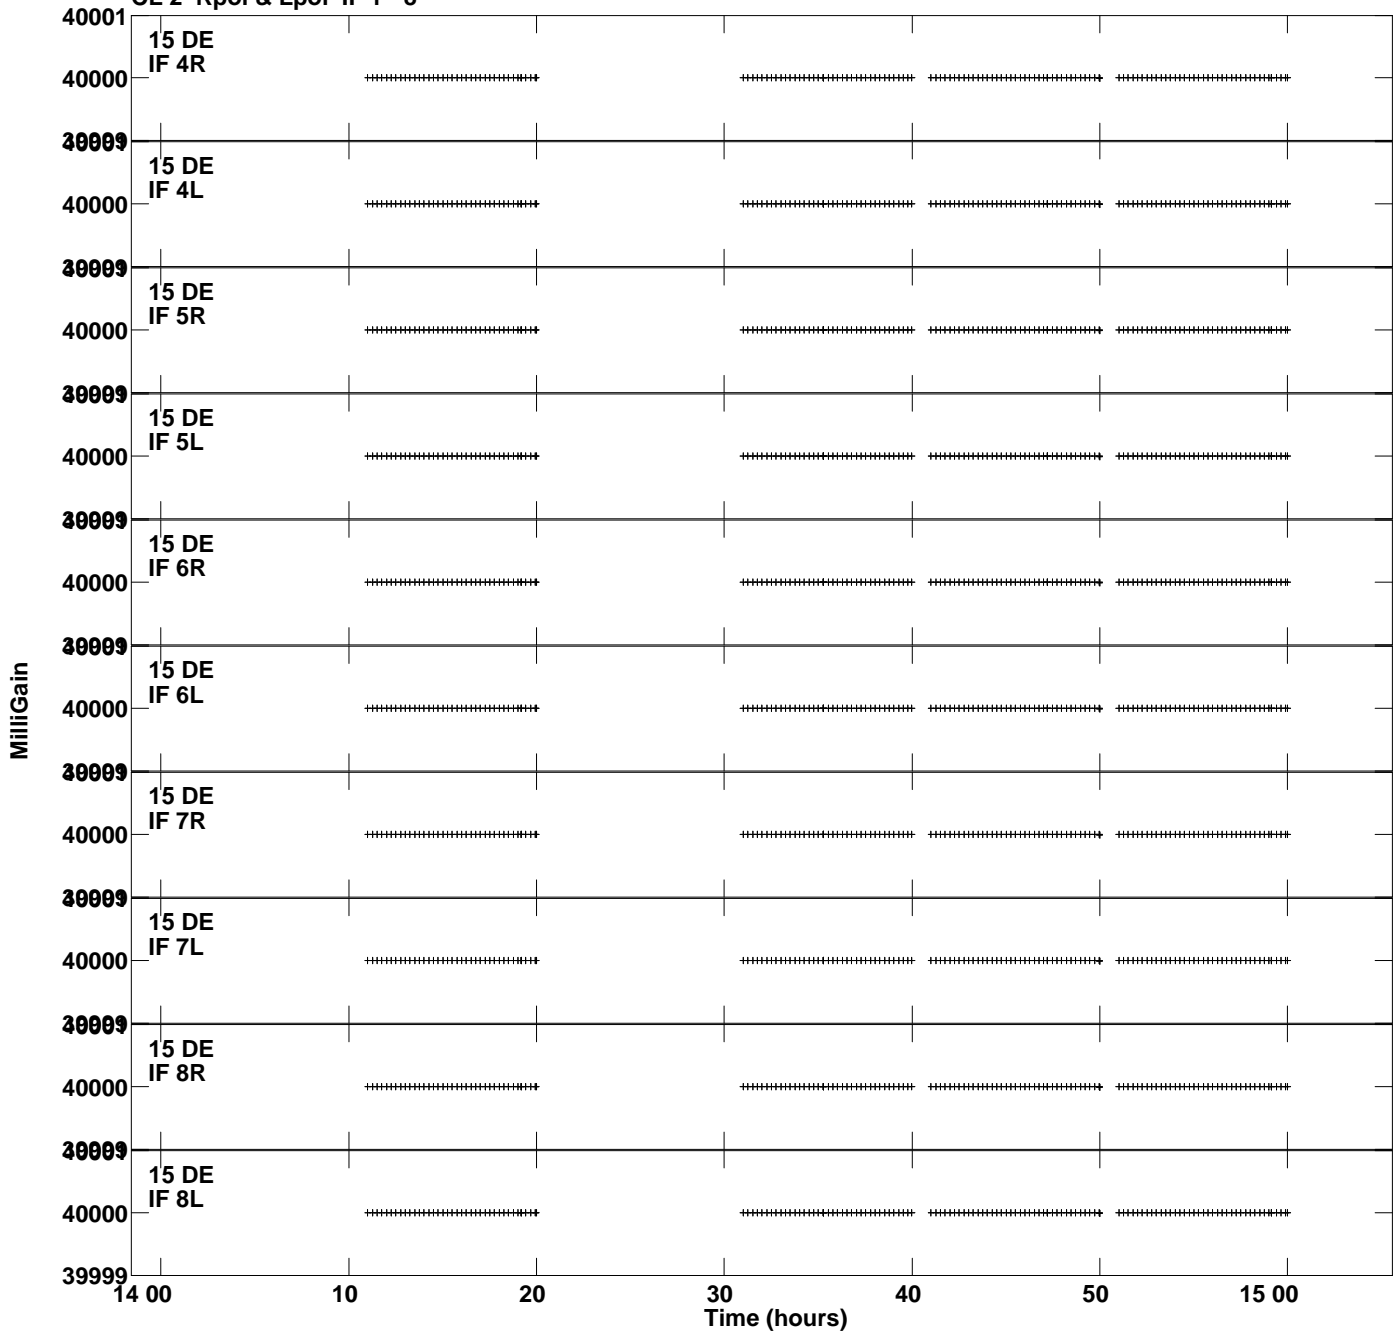 40001
15 DE
IF 4R
40000
15 DE
IF 4L
40000
15 DE
IF 5R
40000
15 DE
IF 5L
40000
15 DE
IF 6R
40000
15 DE
IF 6L
40000
15 DE
IF 7R
40000
15 DE
IF 7L
40000
15 DE
IF 8R
40000
15 DE
IF 8L
40000
39999
MilliGain
14 00 10 20 30 40 50 15 00
Time (hours)